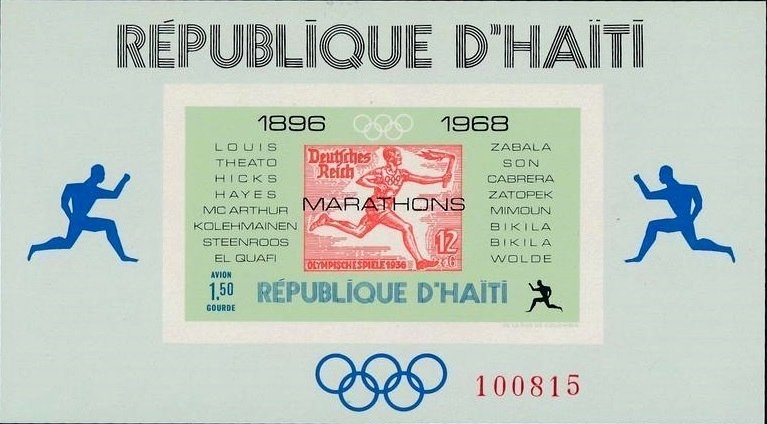 RÉPUBLIQUE D'HAÏTI
1896 1968
LOUIS
THEATO
HICKS
HAYES
MC ARTHUR
KOLEHMAINEN
STEENROOS
EL QUAFI
Deutsches
Reich
MARATHONS
12
+6
OLYMPISCHE SPIELE 1936
ZABALA
SON
CABRERA
ZATOPEK
MIMOUN
BIKILA
BIKILA
WOLDE
AVION
1,50
GOURDE
RÉPUBLIQUE D'HAÏTI
100815